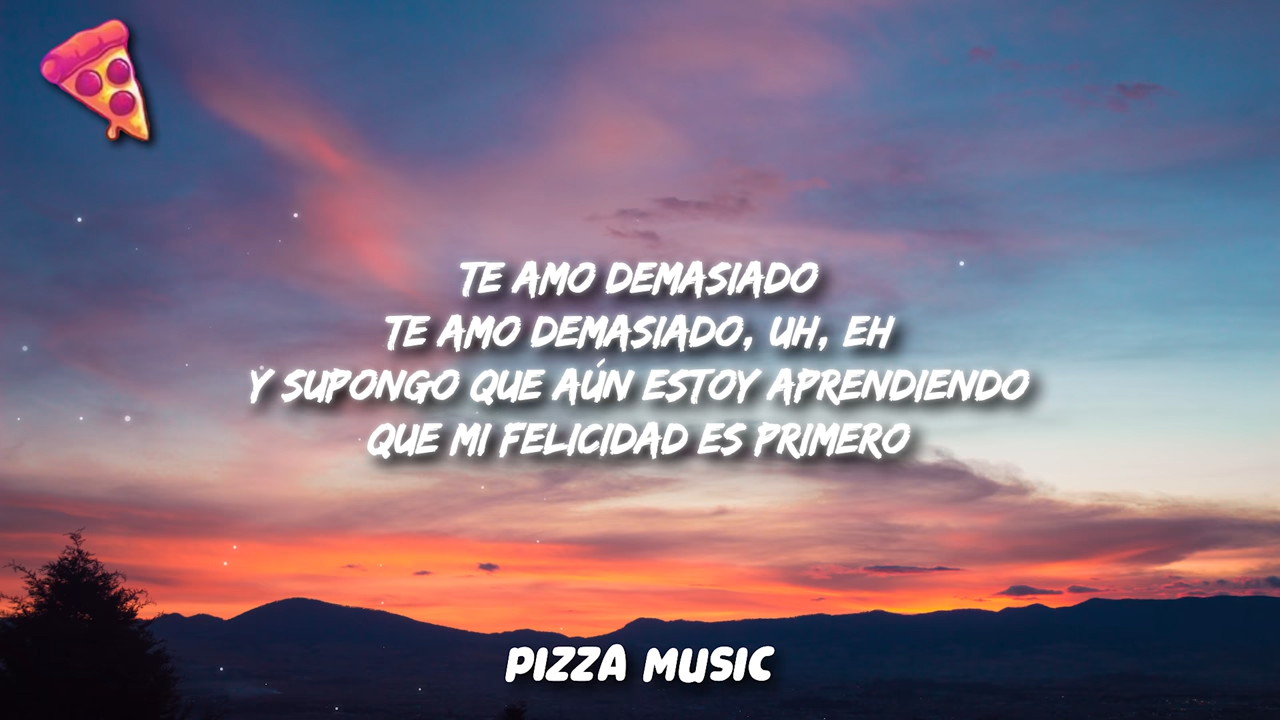 TE AMO DEMASIADO
TE AMO DEMASIADO, UH, EH
Y SUPONGO QUE AÚN ESTOY APRENDIENDO
QUE MI FELICIDAD ES PRIMERO
PIZZA MUSIC